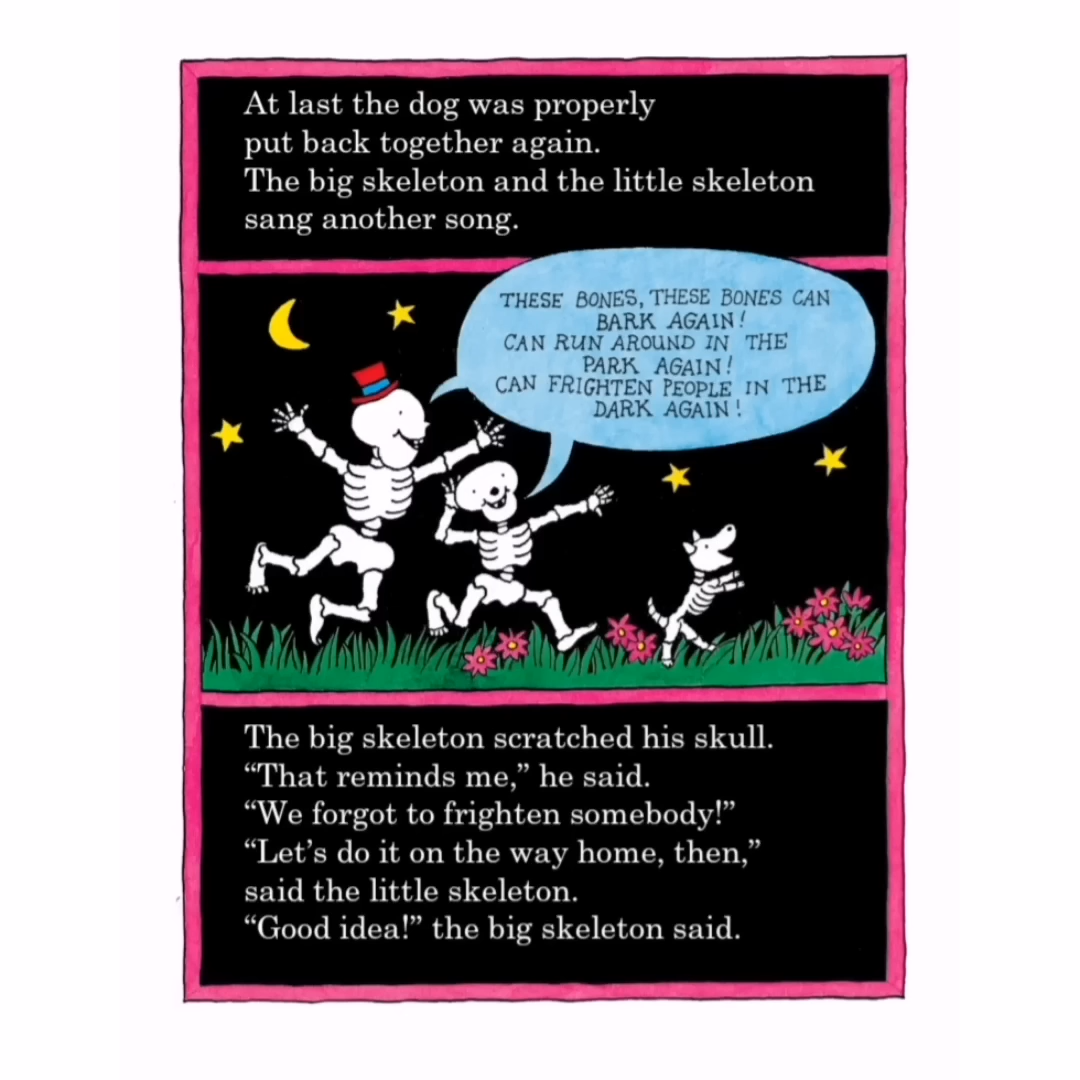 At last the dog was properly
put back together again.
The big skeleton and the little skeleton
sang another song.
THESE BONES, THESE BONES CAN
BARK AGAIN!
CAN RUN AROUND IN THE
PARK AGAIN!
CAN FRIGHTEN PEOPLE IN THE
DARK AGAIN!
The big skeleton scratched his skull.
“That reminds me,” he said.
“We forgot to frighten somebody!”
“Let’s do it on the way home, then,”
said the little skeleton.
“Good idea!” the big skeleton said.